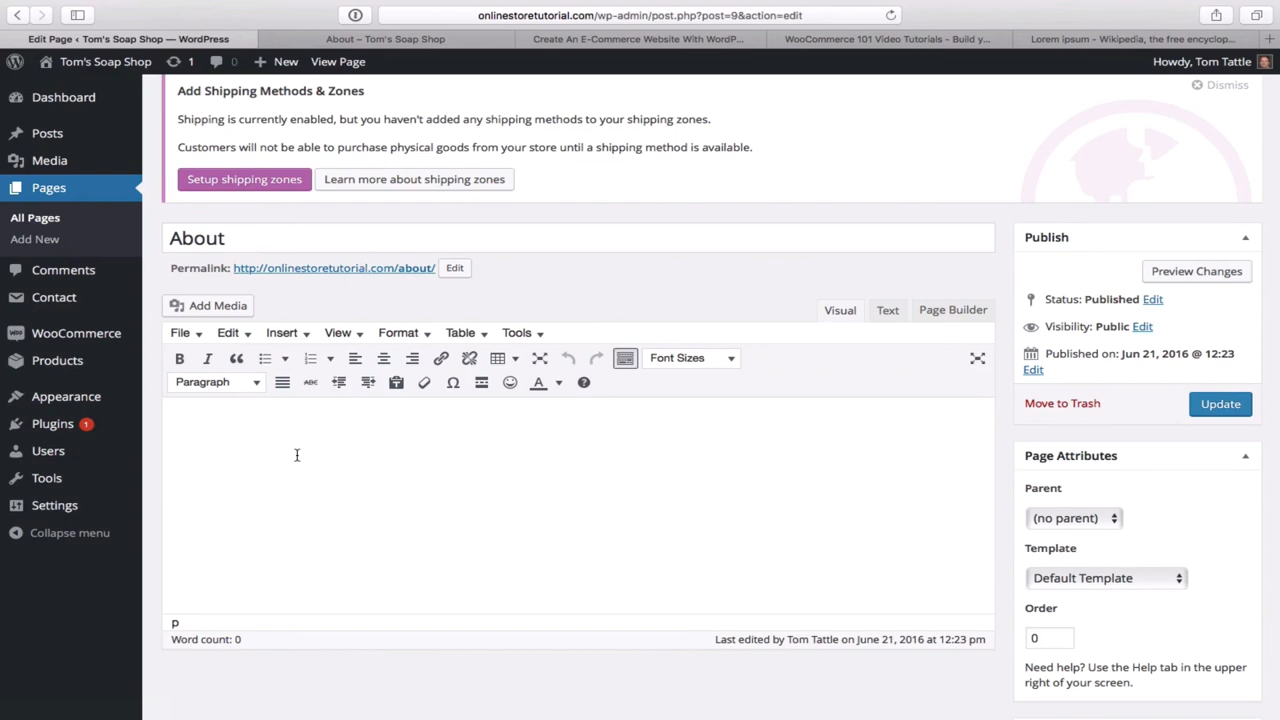 onlinestoretutorial.com/wp-admin/post.php?post=9&action=edit
Edit Page ‹ Tom's Soap Shop — WordPress
About – Tom's Soap Shop
Create An E-Commerce Website With WordP...
WooCommerce 101 Video Tutorials - Build y...
Lorem ipsum - Wikipedia, the free encyclop...
Tom's Soap Shop
1
0
New
View Page
Howdy, Tom Tattle
Dashboard
Posts
Media
Pages
All Pages
Add New
Comments
Contact
WooCommerce
Products
Appearance
Plugins 1
Users
Tools
Settings
Collapse menu
Add Shipping Methods & Zones
Dismiss
Shipping is currently enabled, but you haven't added any shipping methods to your shipping zones.
Customers will not be able to purchase physical goods from your store until a shipping method is available.
Setup shipping zones
Learn more about shipping zones
About
Permalink: http://onlinestoretutorial.com/about/ Edit
Add Media
Visual
Text
Page Builder
File
Edit
Insert
View
Format
Table
Tools
B
I
Font Sizes
Paragraph
ABC
Ω
A
p
Word count: 0
Last edited by Tom Tattle on June 21, 2016 at 12:23 pm
Publish
Preview Changes
Status: Published Edit
Visibility: Public Edit
Published on: Jun 21, 2016 @ 12:23
Edit
Move to Trash
Update
Page Attributes
Parent
(no parent)
Template
Default Template
Order
0
Need help? Use the Help tab in the upper
right of your screen.